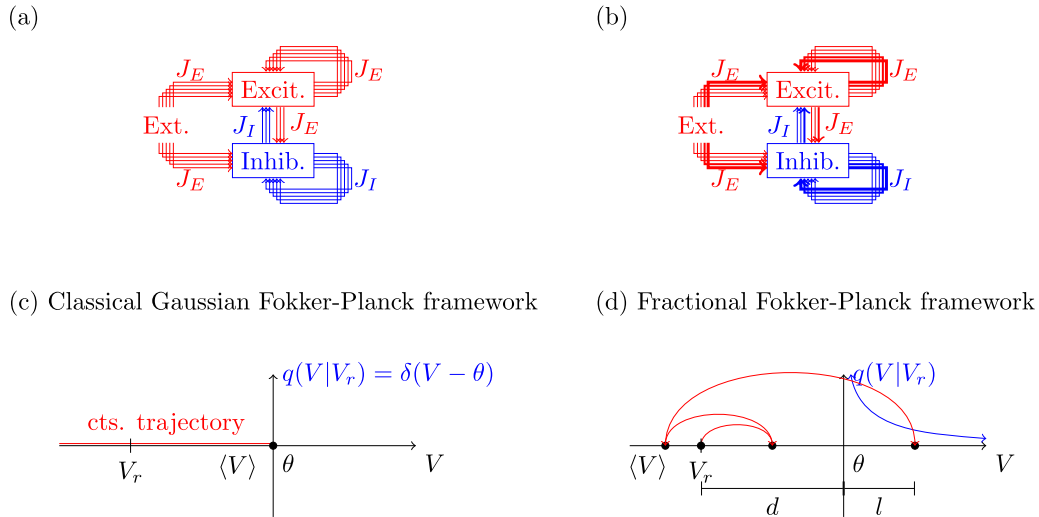 (a)
J_E
Excit.
J_E
Ext.
J_I
J_E
Inhib.
J_E
J_I
(b)
J_E
Excit.
J_E
Ext.
J_I
J_E
Inhib.
J_E
J_I
(c) Classical Gaussian Fokker-Planck framework
q(V|V_r) = δ(V − θ)
cts. trajectory
V_r
⟨V⟩
θ
V
(d) Fractional Fokker-Planck framework
q(V|V_r)
⟨V⟩
V_r
θ
V
d
l